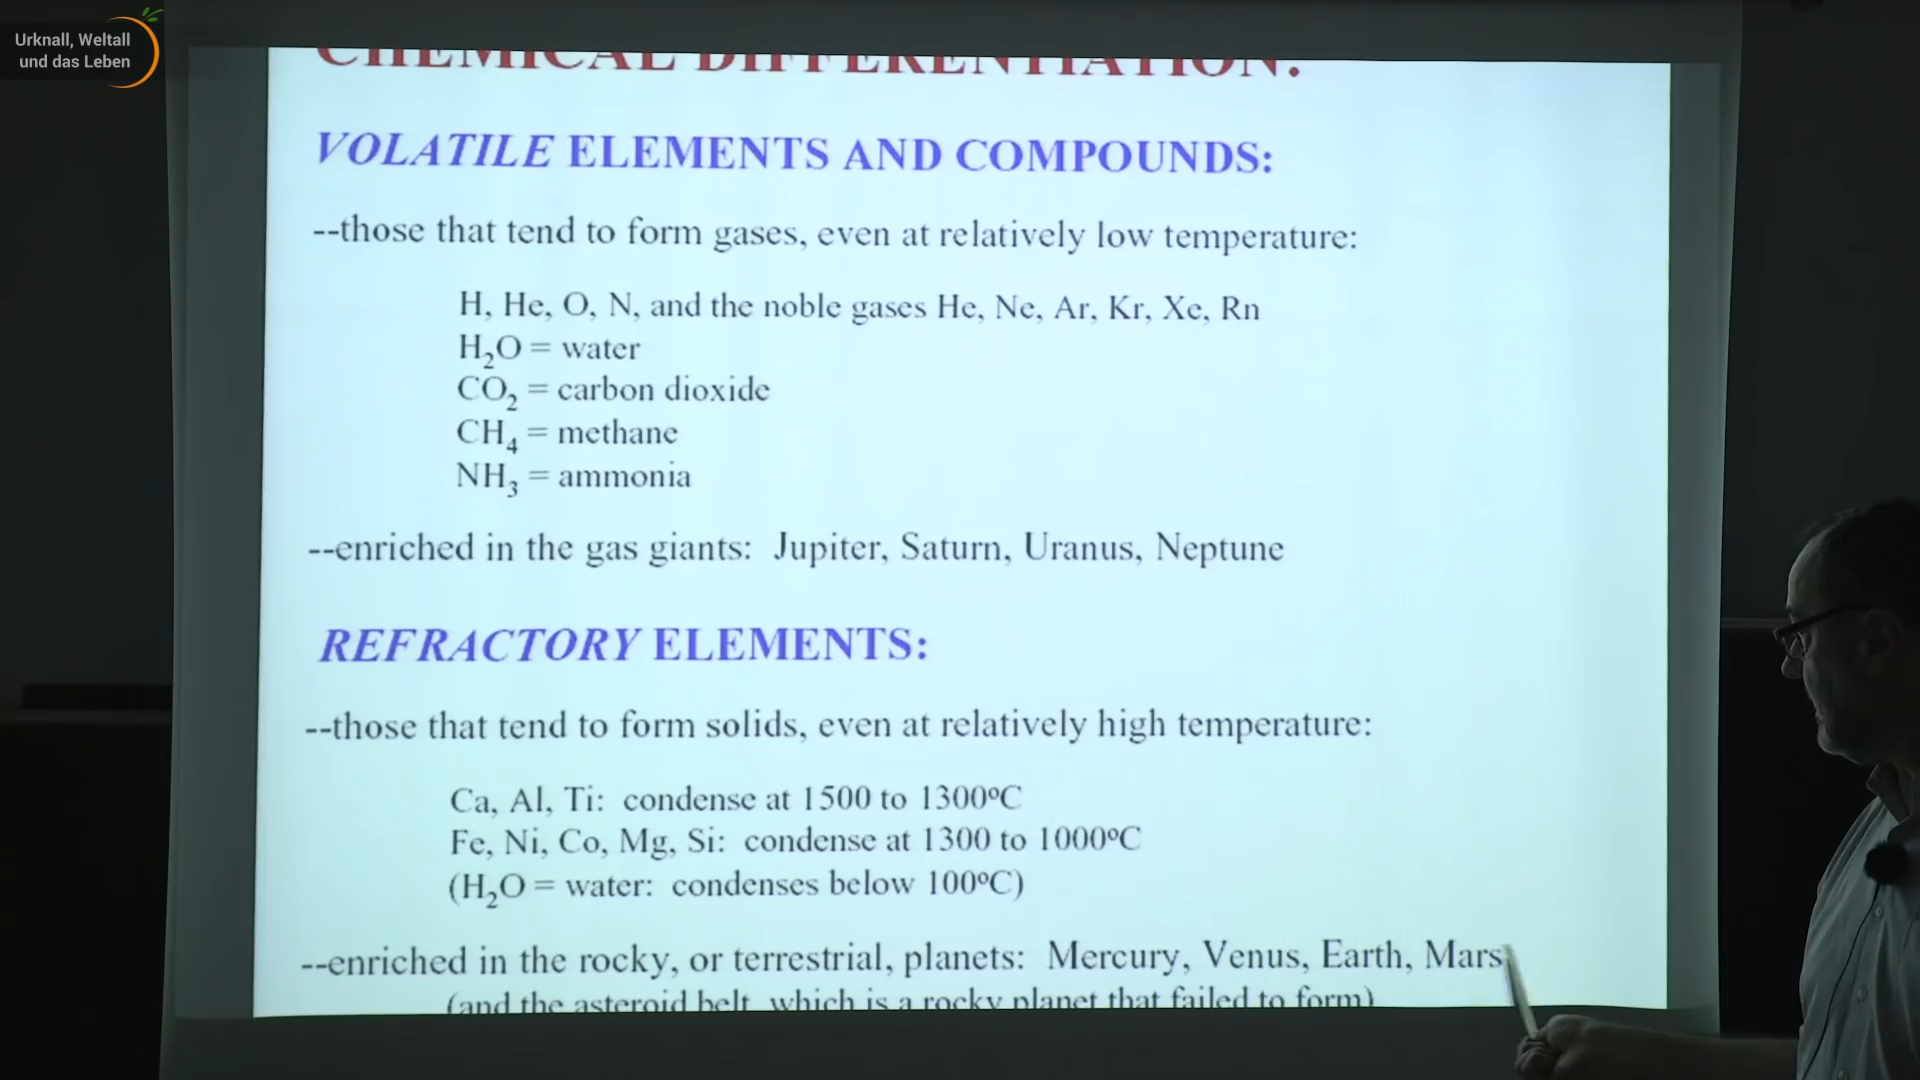 Urknall, Weltall
und das Leben
CHEMICAL DIFFERENTIATION:
VOLATILE ELEMENTS AND COMPOUNDS:
--those that tend to form gases, even at relatively low temperature:
H, He, O, N, and the noble gases He, Ne, Ar, Kr, Xe, Rn
H₂O = water
CO₂ = carbon dioxide
CH₄ = methane
NH₃ = ammonia
--enriched in the gas giants: Jupiter, Saturn, Uranus, Neptune
REFRACTORY ELEMENTS:
--those that tend to form solids, even at relatively high temperature:
Ca, Al, Ti: condense at 1500 to 1300ºC
Fe, Ni, Co, Mg, Si: condense at 1300 to 1000ºC
(H₂O = water: condenses below 100ºC)
--enriched in the rocky, or terrestrial, planets: Mercury, Venus, Earth, Mars
(and the asteroid belt, which is a rocky planet that failed to form)